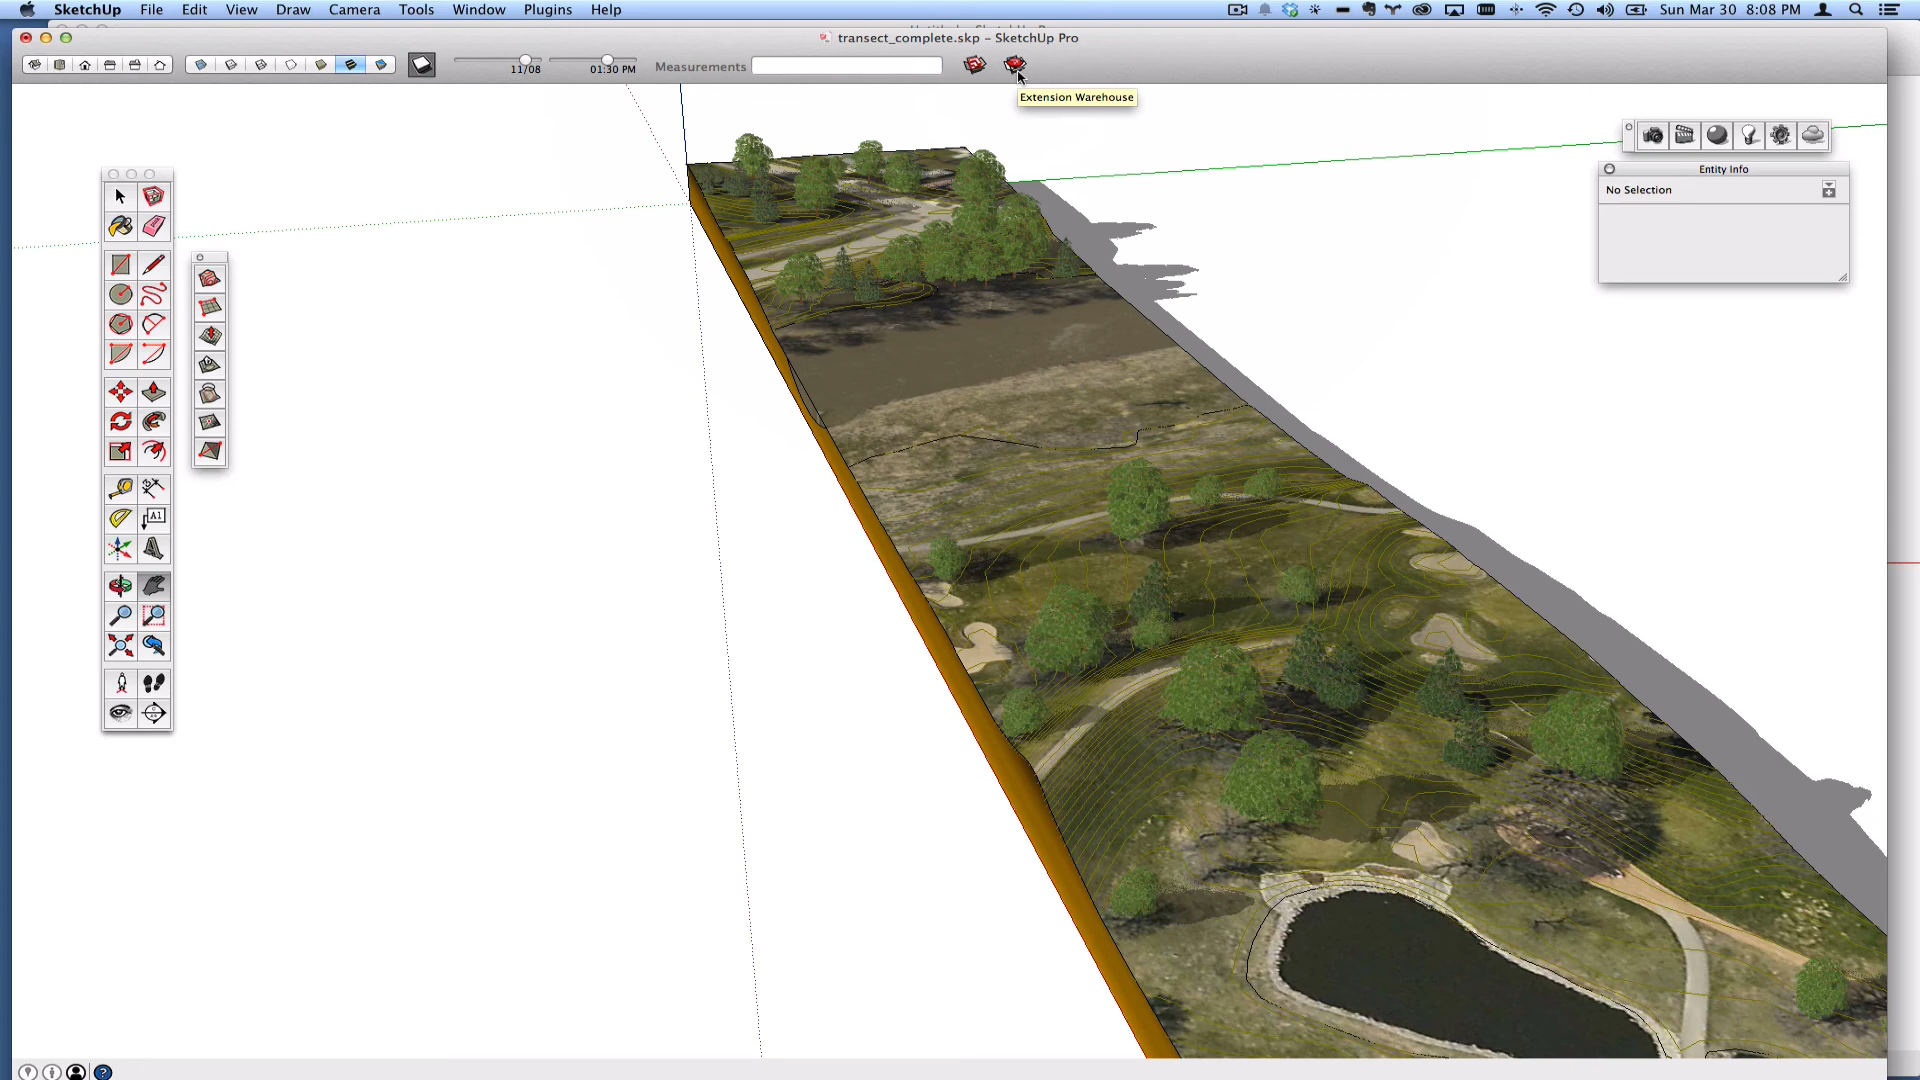 SketchUp File Edit View Draw Camera Tools Window Plugins Help Sun Mar 30 8:08 PM
transect_complete.skp – SketchUp Pro
11/08 01:30 PM Measurements
Extension Warehouse
Entity Info
No Selection
A1